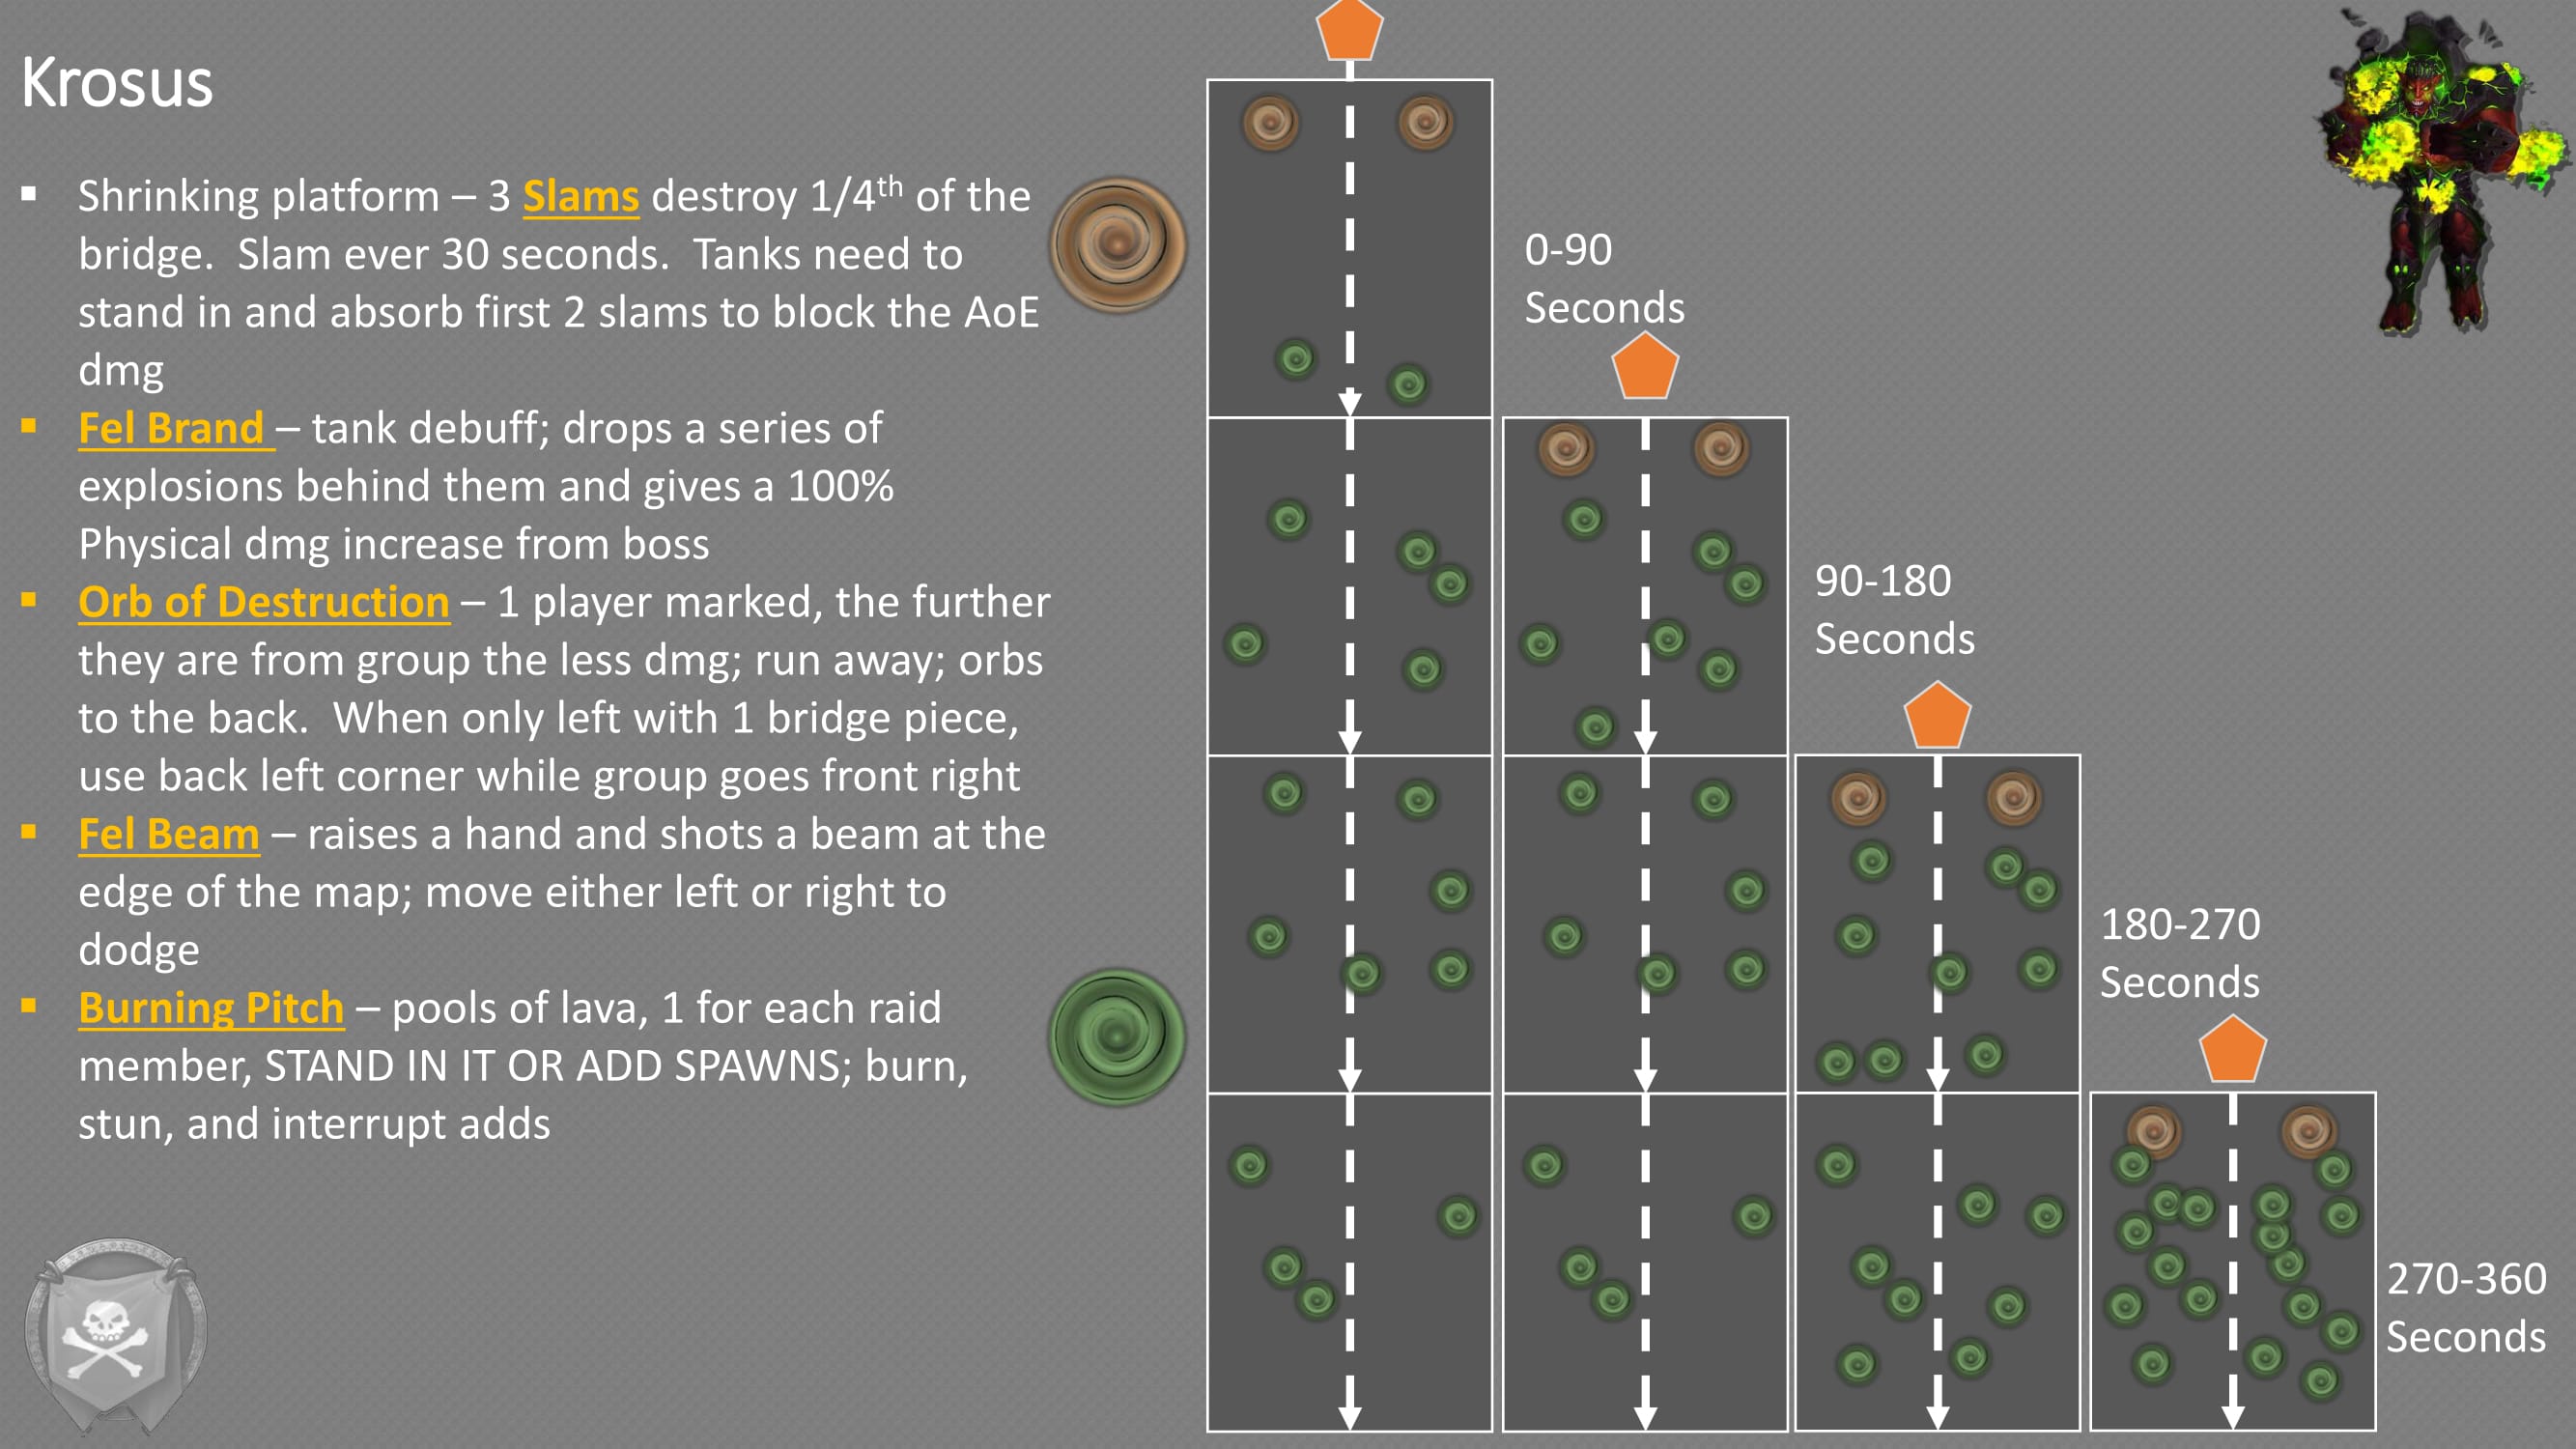 Krosus
Shrinking platform – 3 Slams destroy 1/4th of the
bridge.  Slam ever 30 seconds.  Tanks need to
stand in and absorb first 2 slams to block the AoE
dmg
Fel Brand – tank debuff; drops a series of
explosions behind them and gives a 100%
Physical dmg increase from boss
Orb of Destruction – 1 player marked, the further
they are from group the less dmg; run away; orbs
to the back.  When only left with 1 bridge piece,
use back left corner while group goes front right
Fel Beam – raises a hand and shots a beam at the
edge of the map; move either left or right to
dodge
Burning Pitch – pools of lava, 1 for each raid
member, STAND IN IT OR ADD SPAWNS; burn,
stun, and interrupt adds
0-90
Seconds
90-180
Seconds
180-270
Seconds
270-360
Seconds